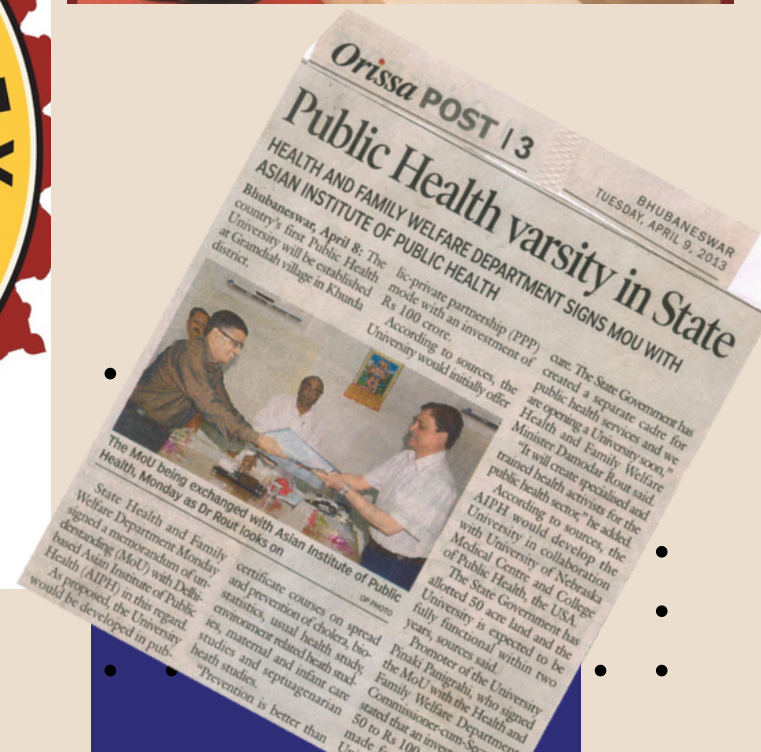 Orissa POST | 3
BHUBANESWAR
TUESDAY, APRIL 9, 2013
Public Health varsity in State
HEALTH AND FAMILY WELFARE DEPARTMENT SIGNS MOU WITH
ASIAN INSTITUTE OF PUBLIC HEALTH
Bhubaneswar, April 8: The
country's first Public Health
University will be established
at Gramdiah village in Khurda
district.
The MoU being exchanged with Asian Institute of Public
Health, Monday as Dr Rout looks on
OP PHOTO
State Health and Family
Welfare Department Monday
signed a memorandum of un-
derstanding (MoU) with Delhi-
based Asian Institute of Public
Health (AIPH) in this regard.
As proposed, the University
would be developed in pub-
lic-private partnership (PPP)
mode with an investment of
Rs 100 crore.
According to sources, the
University would initially offer
certificate courses on spread
and prevention of cholera, bio-
statistics, usual health study,
environment related heath stud-
ies, maternal and infant care
studies and septuagenarian
heath studies.
"Prevention is better than
cure. The State Government has
created a separate cadre for
public health services and we
are opening a University soon,"
Health and Family Welfare
Minister Damodar Rout said.
"It will create specialised and
trained health activists for the
public health sector," he added.
According to sources, the
AIPH would develop the
University in collaboration
with University of Nebraska
Medical Centre and College
of Public Health, the USA.
The State Government has
allotted 50 acre land and the
University is expected to be
fully functional within two
years, sources said.
Promoter of the University
Pinaki Panigrahi, who signed
the MoU with the Health and
Family Welfare Department
Commissioner-cum-Sec
stated that an inves
50 to Rs 100
made f